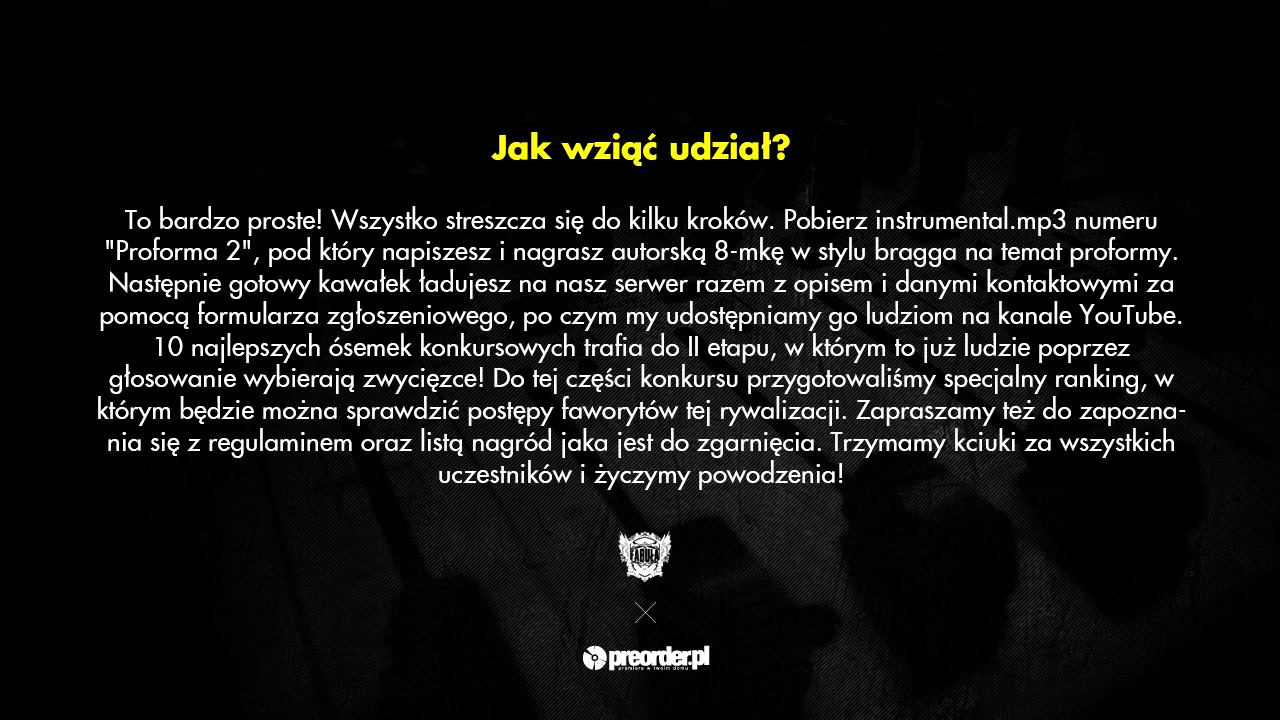 Jak wziąć udział?
To bardzo proste! Wszystko streszcza się do kilku kroków. Pobierz instrumental.mp3 numeru
"Proforma 2", pod który napiszesz i nagrasz autorską 8-mkę w stylu bragga na temat proformy.
Następnie gotowy kawałek ładujesz na nasz serwer razem z opisem i danymi kontaktowymi za
pomocą formularza zgłoszeniowego, po czym my udostępniamy go ludziom na kanale YouTube.
10 najlepszych ósemek konkursowych trafia do II etapu, w którym to już ludzie poprzez
głosowanie wybierają zwycięzce! Do tej części konkursu przygotowaliśmy specjalny ranking, w
którym będzie można sprawdzić postępy faworytów tej rywalizacji. Zapraszamy też do zapozna-
nia się z regulaminem oraz listą nagród jaka jest do zgarnięcia. Trzymamy kciuki za wszystkich
uczestników i życzymy powodzenia!
FABUŁA
preorder.pl
premiera w twoim domu